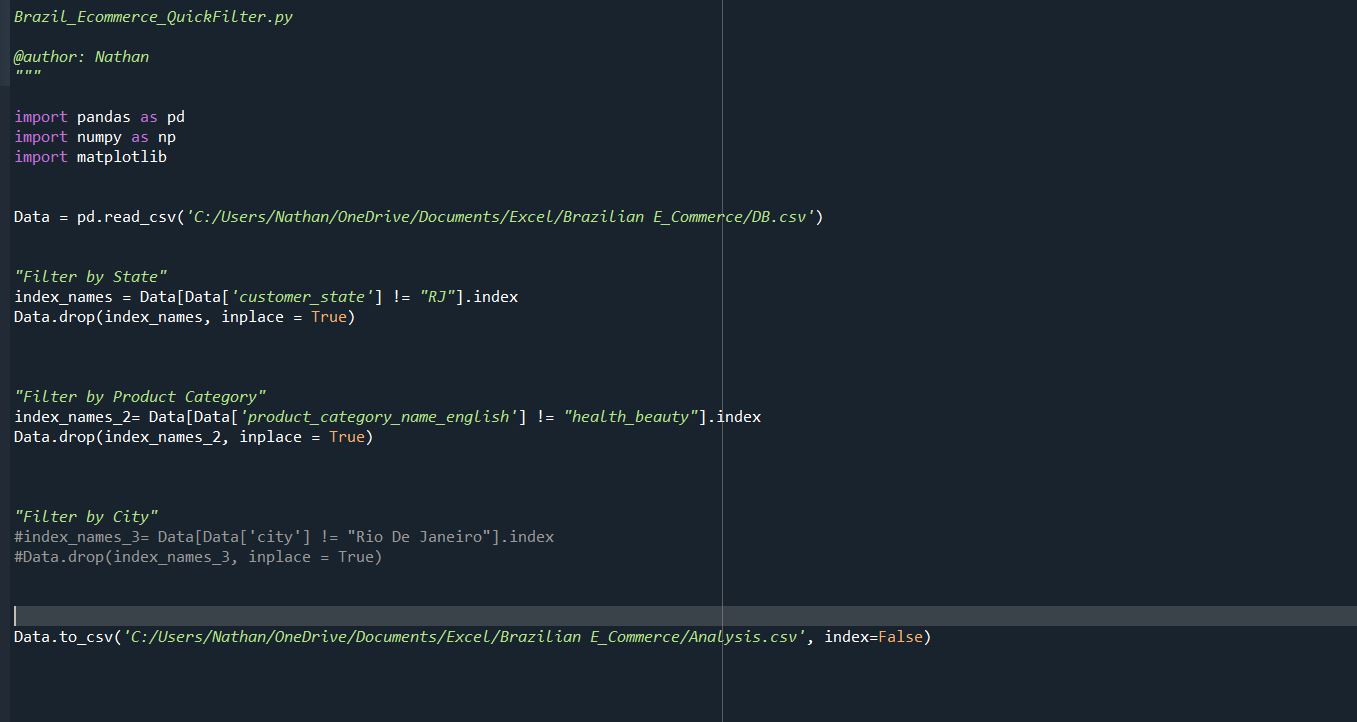 Brazil_Ecommerce_QuickFilter.py
@author: Nathan
"""
import pandas as pd
import numpy as np
import matplotlib
Data = pd.read_csv('C:/Users/Nathan/OneDrive/Documents/Excel/Brazilian E_Commerce/DB.csv')
"Filter by State"
index_names = Data[Data['customer_state'] != "RJ"].index
Data.drop(index_names, inplace = True)
"Filter by Product Category"
index_names_2= Data[Data['product_category_name_english'] != "health_beauty"].index
Data.drop(index_names_2, inplace = True)
"Filter by City"
#index_names_3= Data[Data['city'] != "Rio De Janeiro"].index
#Data.drop(index_names_3, inplace = True)
Data.to_csv('C:/Users/Nathan/OneDrive/Documents/Excel/Brazilian E_Commerce/Analysis.csv', index=False)